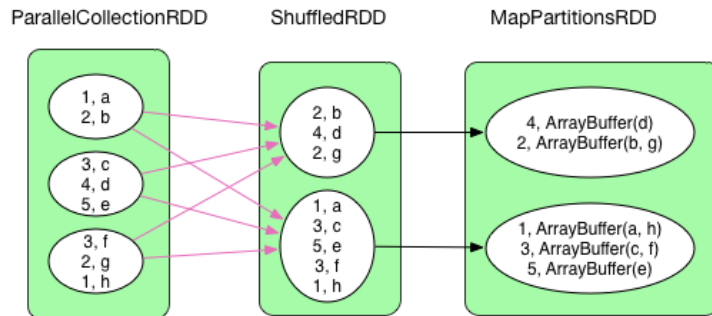 ParallelCollectionRDD
ShuffledRDD
MapPartitionsRDD
1, a
2, b
3, c
4, d
5, e
3, f
2, g
1, h
2, b
4, d
2, g
1, a
3, c
5, e
3, f
1, h
4, ArrayBuffer(d)
2, ArrayBuffer(b, g)
1, ArrayBuffer(a, h)
3, ArrayBuffer(c, f)
5, ArrayBuffer(e)